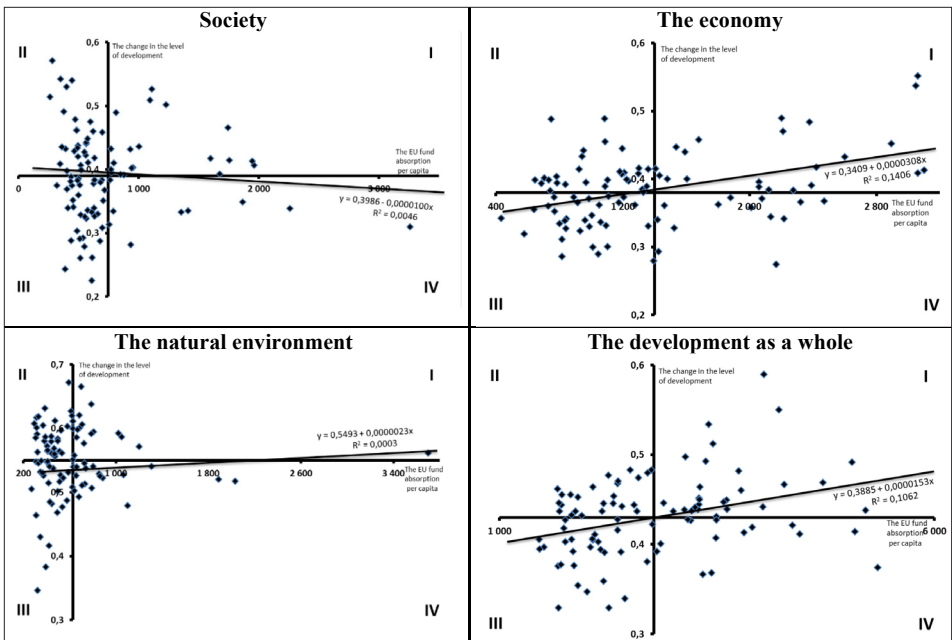 Society
II
0,6
The change in the level
of development
I
0,5
The EU fund
absorption
per capita
0,4
0
1 000
2 000
3 000
y = 0,3986 - 0,0000100x
R² = 0,0046
0,3
III
0,2
IV
The economy
II
0,6
The change in the level
of development
I
0,5
0,4
y = 0,3409 + 0,0000308x
R² = 0,1406
400
1 200
2 000
2 800
The EU fund
absorption
per capita
0,3
III
0,2
IV
The natural environment
II
0,7
The change in the level
of development
I
0,6
y = 0,5493 + 0,0000023x
R² = 0,0003
200
1 000
1 800
2 600
3 400
The EU fund
absorption
per capita
0,5
0,4
III
0,3
IV
The development as a whole
II
0,6
The change in the level
of development
I
0,5
y = 0,3885 + 0,0000153x
R² = 0,1062
1 000
6 000
The EU fund
absorption
per capita
0,4
III
0,3
IV